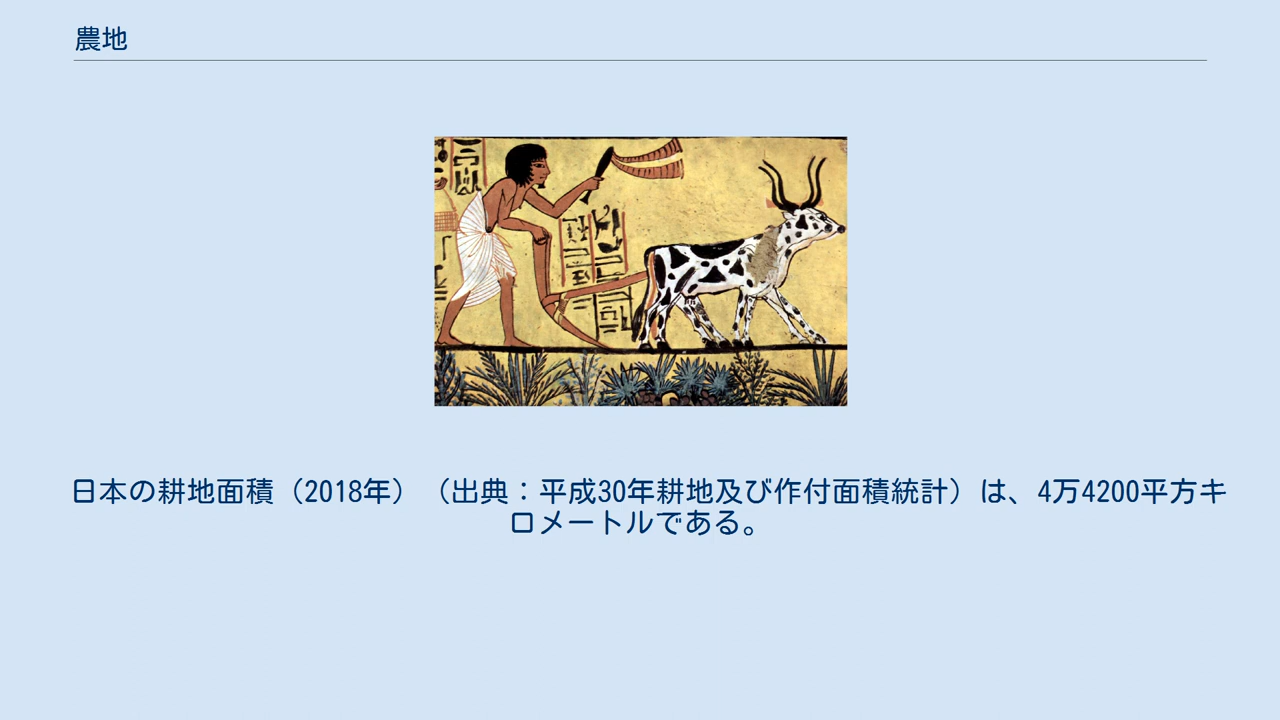 農地
日本の耕地面積（2018年）（出典：平成30年耕地及び作付面積統計）は、4万4200平方キ
ロメートルである。